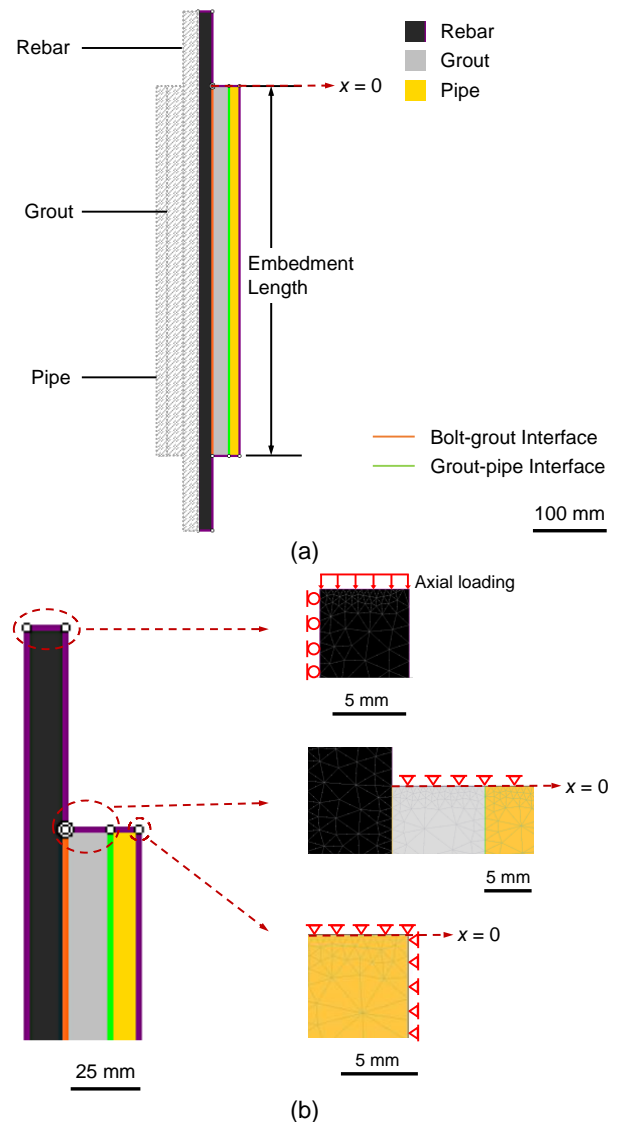 Rebar
Rebar
Grout
Pipe
x = 0
Grout
Embedment
Length
Pipe
Bolt-grout Interface
Grout-pipe Interface
100 mm
(a)
Axial loading
5 mm
x = 0
5 mm
x = 0
25 mm
5 mm
(b)